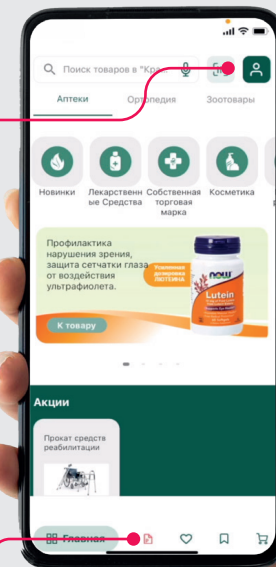 Поиск товаров в "Кра
Аптеки
Ортопедия
Зоотовары
Новинки
Лекарственн
ые Средства
Собственная
торговая
марка
Косметика
Профилактика
нарушения зрения,
защита сетчатки глаза
от воздействия
ультрафиолета.
Усиленная
дозировка
ЛЮТЕИНА
NOW
Lutein
К товару
Акции
Прокат средств
реабилитации
Главная